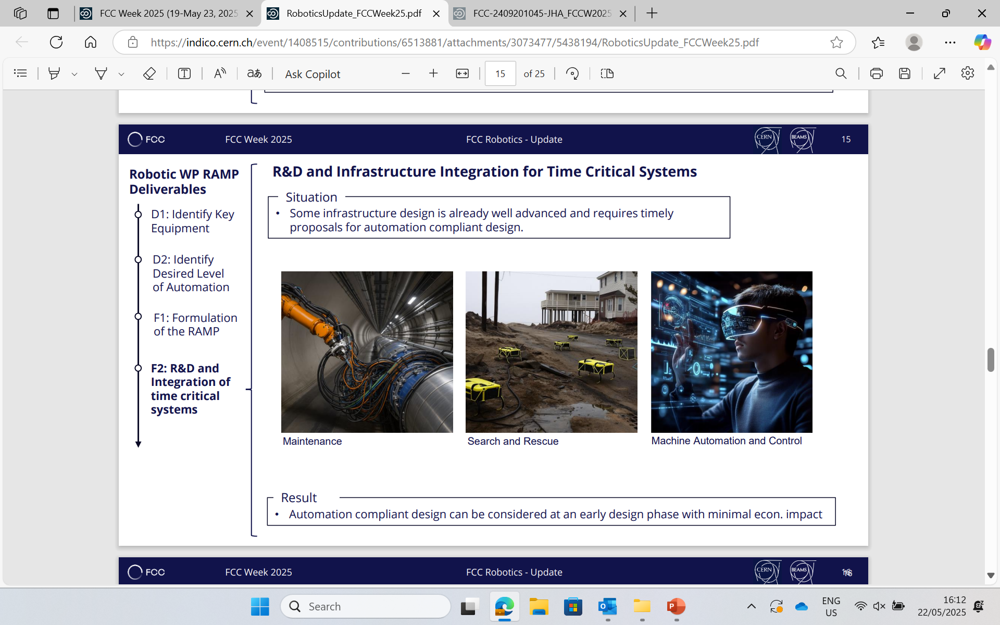 FCC Week 2025 (19-May 23, 2025
RoboticsUpdate_FCCWeek25.pdf
FCC-2409201045-JHA_FCCW2025
https://indico.cern.ch/event/1408515/contributions/6513881/attachments/3073477/5438194/RoboticsUpdate_FCCWeek25.pdf
Ask Copilot
15 of 25
FCC
FCC Week 2025
FCC Robotics - Update
CERN
BEAMS
15
Robotic WP RAMP
Deliverables
D1: Identify Key
Equipment
D2: Identify
Desired Level
of Automation
F1: Formulation
of the RAMP
F2: R&D and
Integration of
time critical
systems
R&D and Infrastructure Integration for Time Critical Systems
Situation
• Some infrastructure design is already well advanced and requires timely
proposals for automation compliant design.
Maintenance
Search and Rescue
Machine Automation and Control
Result
• Automation compliant design can be considered at an early design phase with minimal econ. impact
FCC
FCC Week 2025
FCC Robotics - Update
CERN
BEAMS
16
Search
ENG
US
16:12
22/05/2025